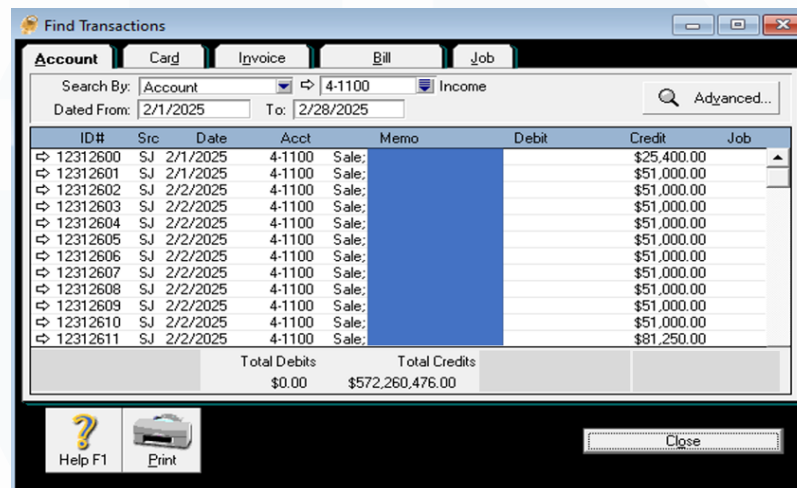 Find Transactions
Account Card Invoice Bill Job
Search By: Account 4-1100 Income
Advanced...
Dated From: 2/1/2025 To: 2/28/2025
ID# Src Date Acct Memo Debit Credit Job
12312600 SJ 2/1/2025 4-1100 Sale; $25,400.00
12312601 SJ 2/1/2025 4-1100 Sale; $51,000.00
12312602 SJ 2/2/2025 4-1100 Sale; $51,000.00
12312603 SJ 2/2/2025 4-1100 Sale; $51,000.00
12312604 SJ 2/2/2025 4-1100 Sale; $51,000.00
12312605 SJ 2/2/2025 4-1100 Sale; $51,000.00
12312606 SJ 2/2/2025 4-1100 Sale; $51,000.00
12312607 SJ 2/2/2025 4-1100 Sale; $51,000.00
12312608 SJ 2/2/2025 4-1100 Sale; $51,000.00
12312609 SJ 2/2/2025 4-1100 Sale; $51,000.00
12312610 SJ 2/2/2025 4-1100 Sale; $51,000.00
12312611 SJ 2/2/2025 4-1100 Sale; $81,250.00
Total Debits Total Credits
$0.00 $572,260,476.00
Help F1 Print Close